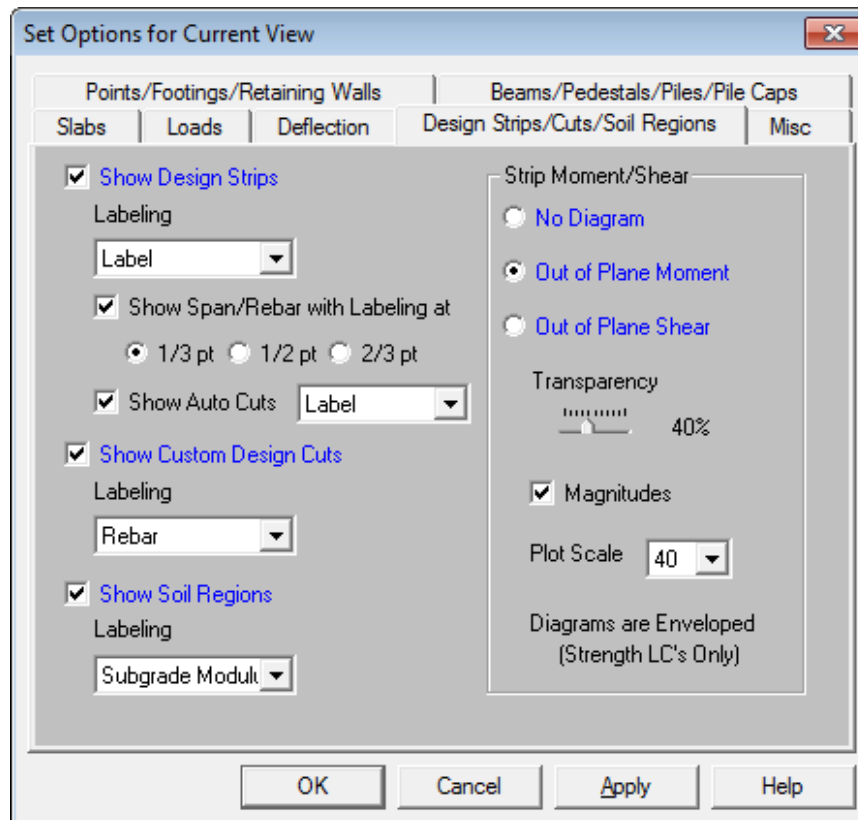 Set Options for Current View
Points/Footings/Retaining Walls
Beams/Pedestals/Piles/Pile Caps
Slabs
Loads
Deflection
Design Strips/Cuts/Soil Regions
Misc
Show Design Strips
Labeling
Label
Show Span/Rebar with Labeling at
1/3 pt 1/2 pt 2/3 pt
Show Auto Cuts Label
Show Custom Design Cuts
Labeling
Rebar
Show Soil Regions
Labeling
Subgrade Modul
Strip Moment/Shear
No Diagram
Out of Plane Moment
Out of Plane Shear
Transparency
40%
Magnitudes
Plot Scale 40
Diagrams are Enveloped
(Strength LC's Only)
OK
Cancel
Apply
Help